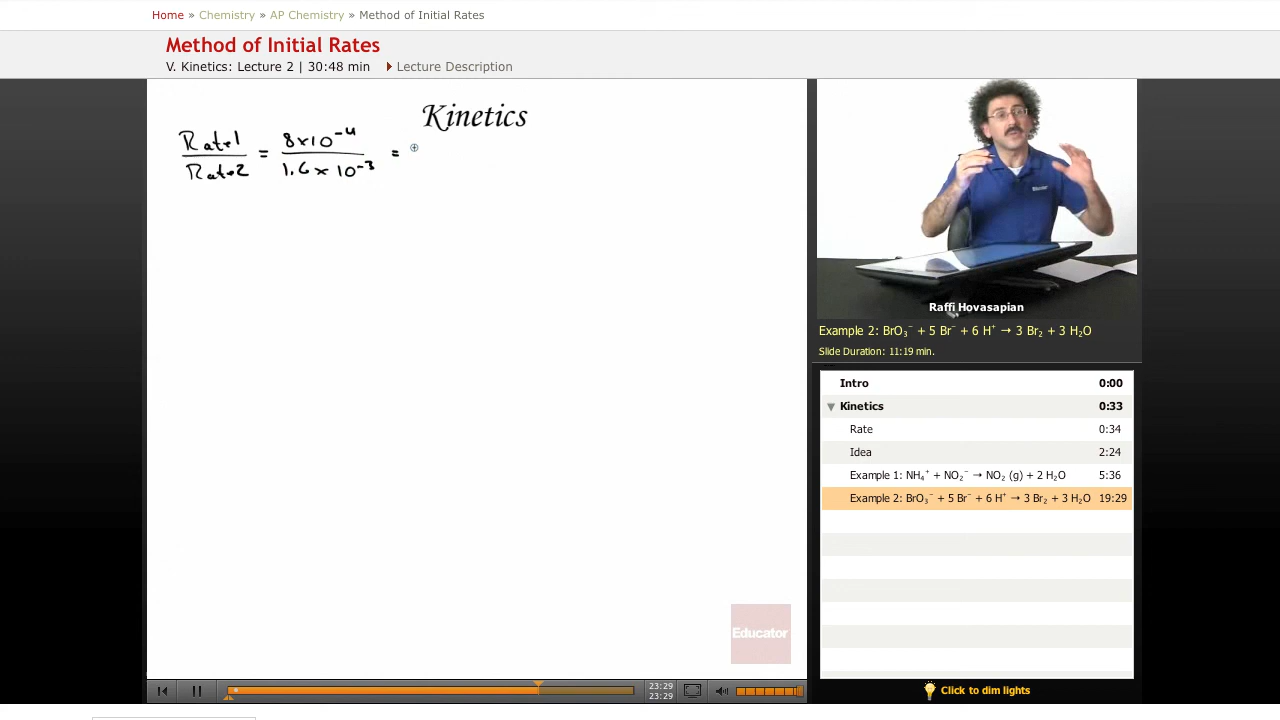 Home » Chemistry » AP Chemistry » Method of Initial Rates
Method of Initial Rates
V. Kinetics: Lecture 2 | 30:48 min Lecture Description
Kinetics
Rate1 / Rate2 = 8×10⁻⁴ / 1.6×10⁻³ =
Educator
Raffi Hovasapian
Example 2: BrO₃⁻ + 5 Br⁻ + 6 H⁺ → 3 Br₂ + 3 H₂O
Slide Duration: 11:19 min.
Intro 0:00
Kinetics 0:33
Rate 0:34
Idea 2:24
Example 1: NH₄⁺ + NO₂⁻ → NO₂ (g) + 2 H₂O 5:36
Example 2: BrO₃⁻ + 5 Br⁻ + 6 H⁺ → 3 Br₂ + 3 H₂O 19:29
23:29
23:29
Click to dim lights